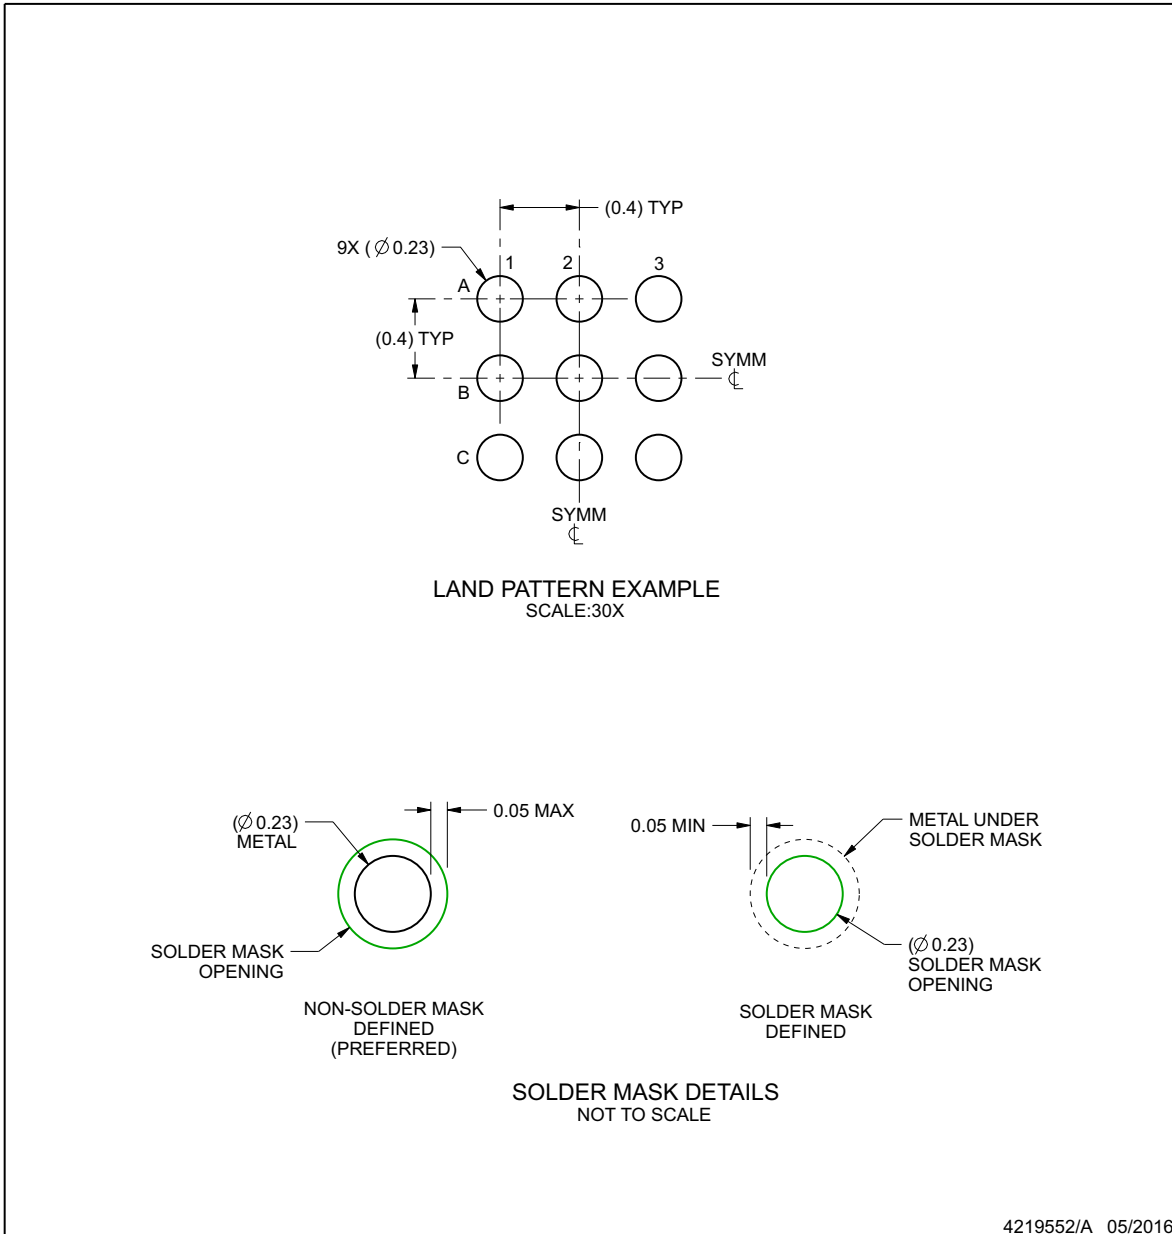 (0.4) TYP
9X (∅0.23)
1
2
3
A
(0.4) TYP
SYMM
℄
B
C
SYMM
℄
LAND PATTERN EXAMPLE
SCALE:30X
(∅0.23)
METAL
0.05 MAX
SOLDER MASK
OPENING
NON-SOLDER MASK
DEFINED
(PREFERRED)
0.05 MIN
METAL UNDER
SOLDER MASK
(∅0.23)
SOLDER MASK
OPENING
SOLDER MASK
DEFINED
SOLDER MASK DETAILS
NOT TO SCALE
4219552/A 05/2016